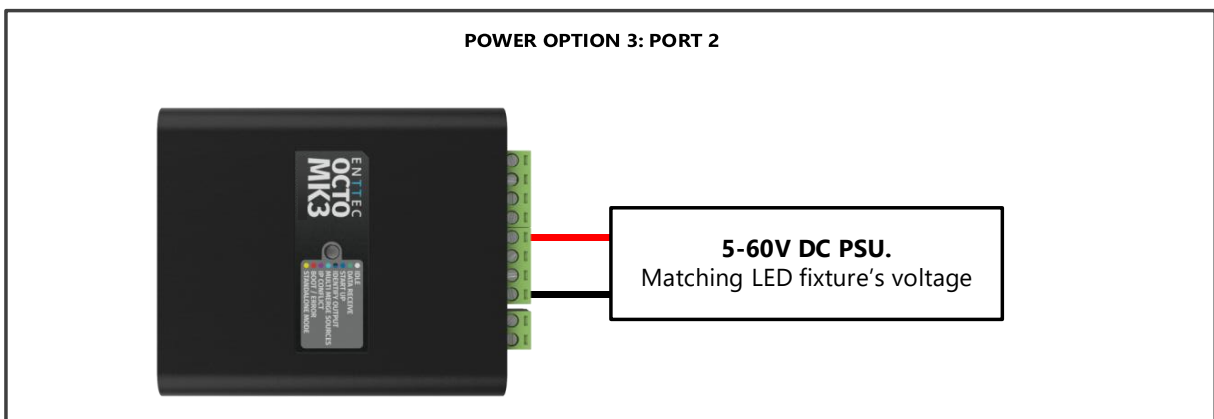 POWER OPTION 3: PORT 2
ENTTEC
OCTO
MK3
IDLE
DATA RECEIVE
START UP
IDENTIFY OUTPUT
MULTI MERGE SOURCES
IP CONFLICT
BOOT / ERROR
STANDALONE MODE
5-60V DC PSU.
Matching LED fixture's voltage